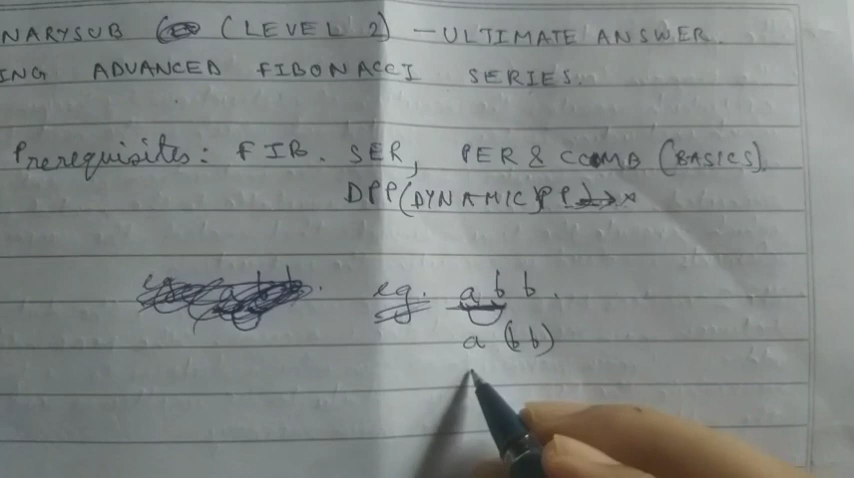 NARYSUB (LEVEL 2) - ULTIMATE ANSWER.
ING ADVANCED FIBONACCI SERIES.
Prerequisites: FIB. SER, PER & COMB (BASICS).
DPP(DYNAMIC)
eg. abb.
a (bb)